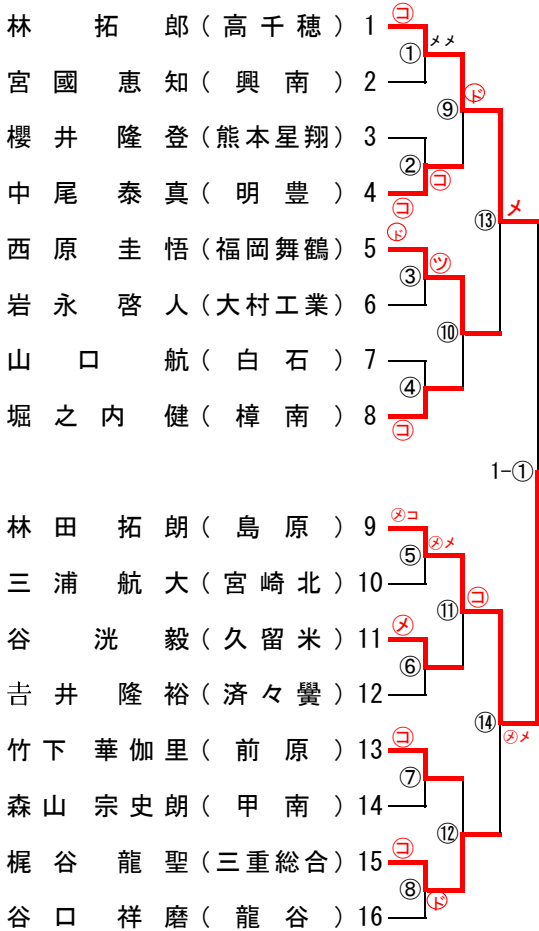 林 拓 郎 ( 高 千 穂 ) 1 コ
① メメ
宮 國 恵 知 ( 興 南 ) 2
⑨ ド
櫻 井 隆 登 (熊本星翔) 3
② コ
中 尾 泰 真 ( 明 豊 ) 4 コ
⑬ メ
西 原 圭 悟 (福岡舞鶴) 5 ド
③ ツ
岩 永 啓 人 (大村工業) 6
⑩
山 口 航 ( 白 石 ) 7
④
堀 之 内 健 ( 樟 南 ) 8 コ
1-①
林 田 拓 朗 ( 島 原 ) 9 メコ
⑤ メメ
三 浦 航 大 (宮 崎 北) 10
⑪ コ
谷 洸 毅 ( 久 留 米 ) 11 メ
⑥
𠮷 井 隆 裕 (済 々 黌) 12
⑭ メメ
竹 下 華 伽 里 ( 前 原 ) 13 コ
⑦
森 山 宗 史 朗 ( 甲 南 ) 14
⑫
梶 谷 龍 聖 (三重総合) 15 コ
⑧ ド
谷 口 祥 磨 ( 龍 谷 ) 16